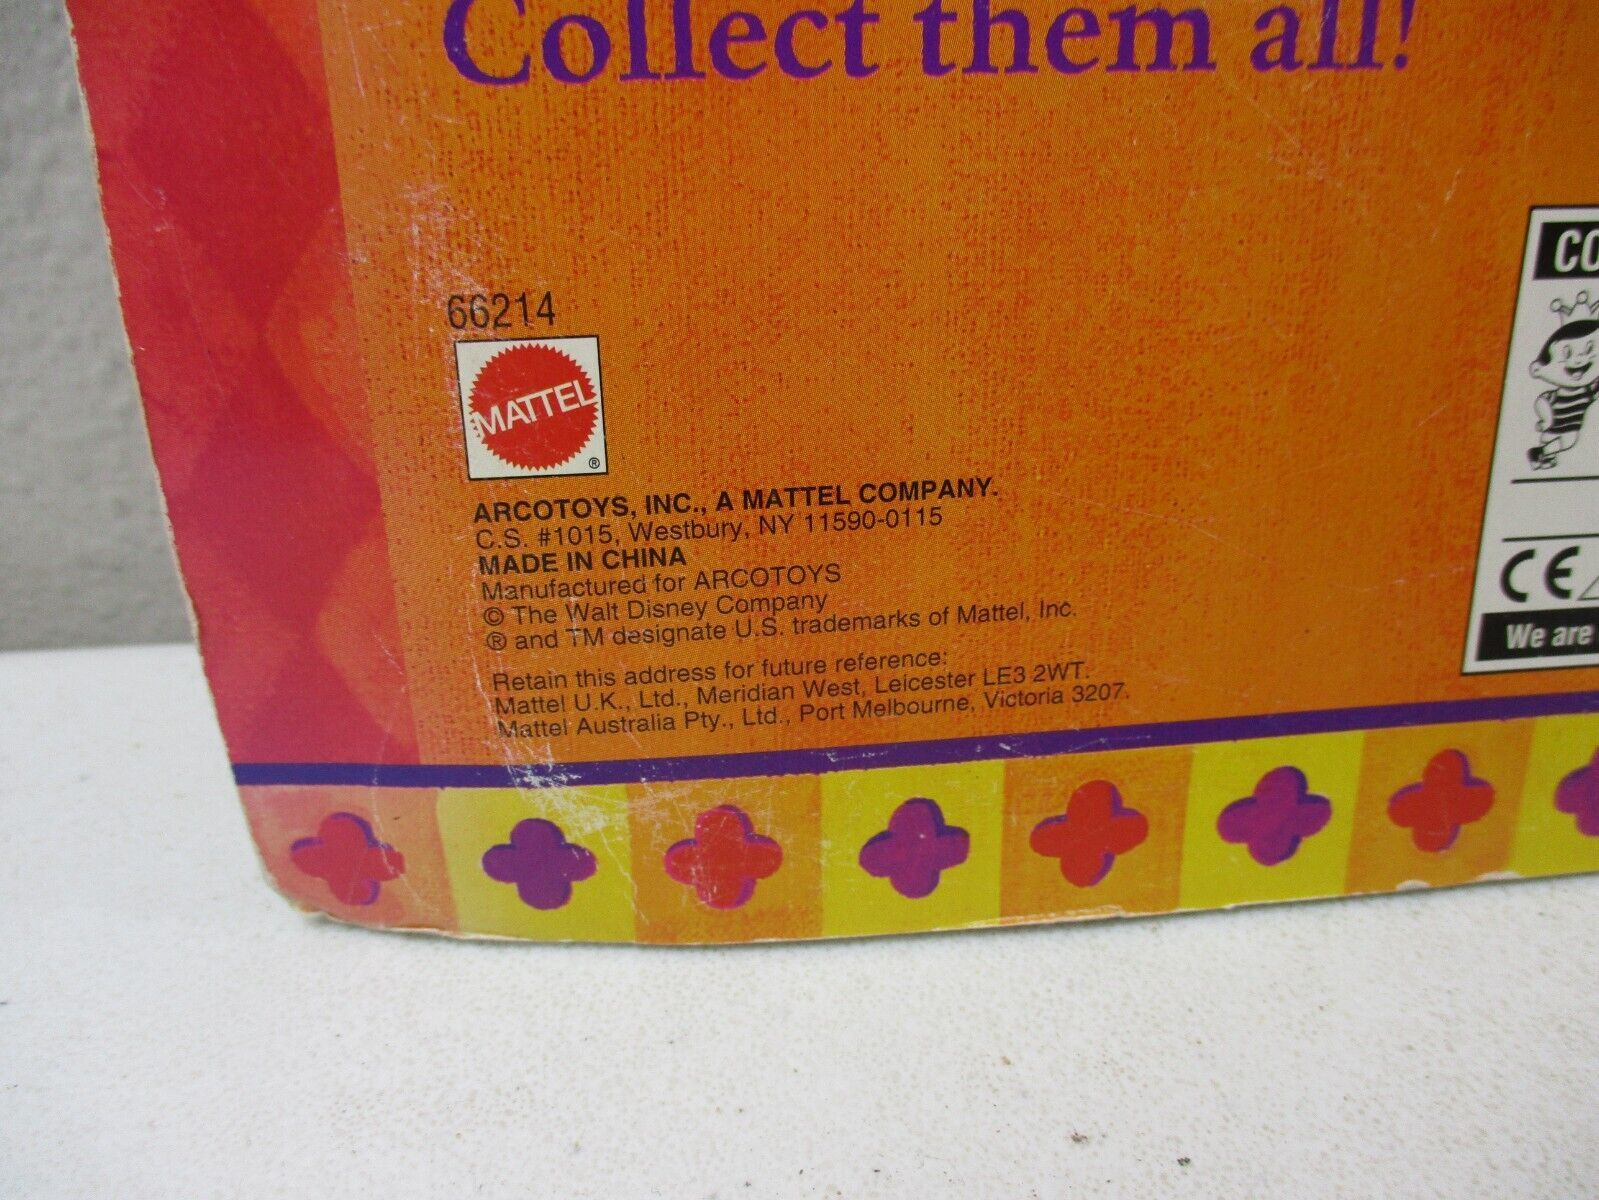 Collect them all!
66214
MATTEL
®
ARCOTOYS, INC., A MATTEL COMPANY.
C.S. #1015, Westbury, NY 11590-0115
MADE IN CHINA
Manufactured for ARCOTOYS
© The Walt Disney Company
® and TM designate U.S. trademarks of Mattel, Inc.
Retain this address for future reference:
Mattel U.K., Ltd., Meridian West, Leicester LE3 2WT.
Mattel Australia Pty., Ltd., Port Melbourne, Victoria 3207.
CO
CE
We are